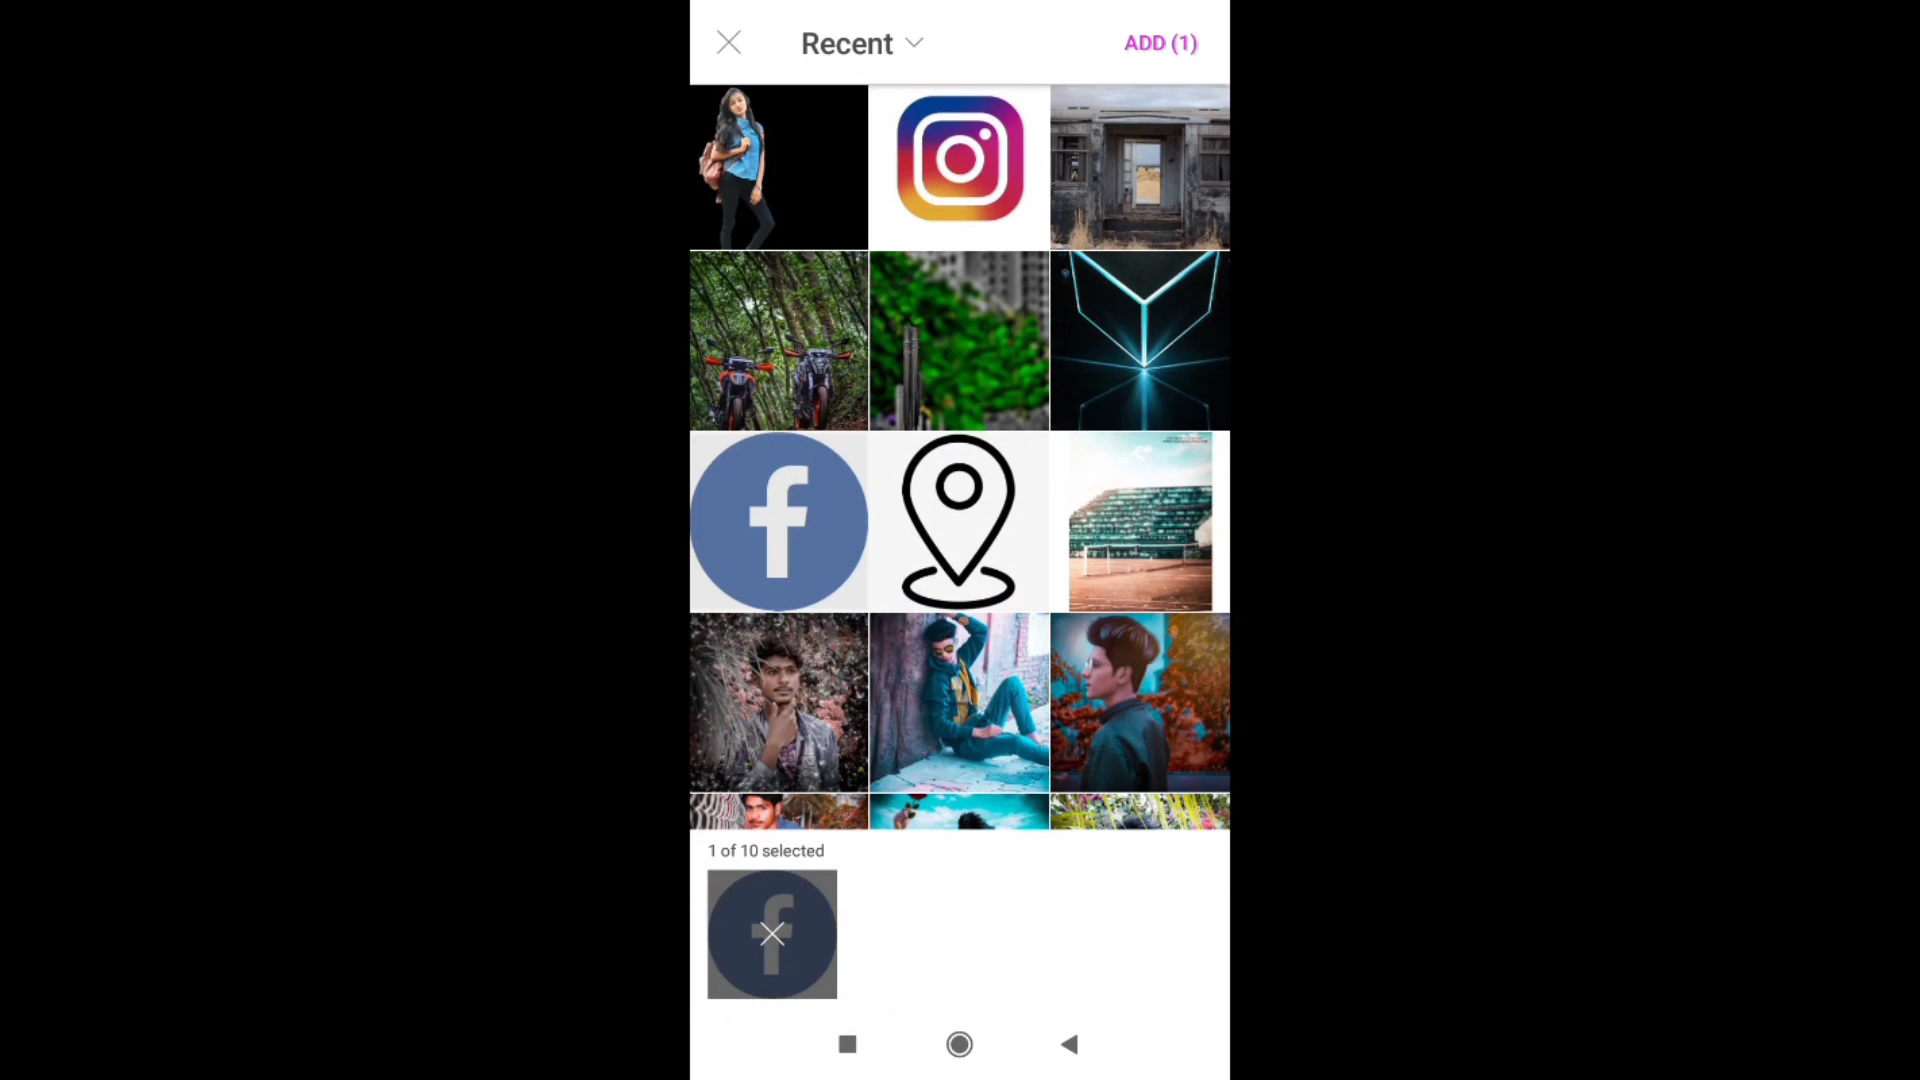 Recent
ADD (1)
f
1 of 10 selected
f